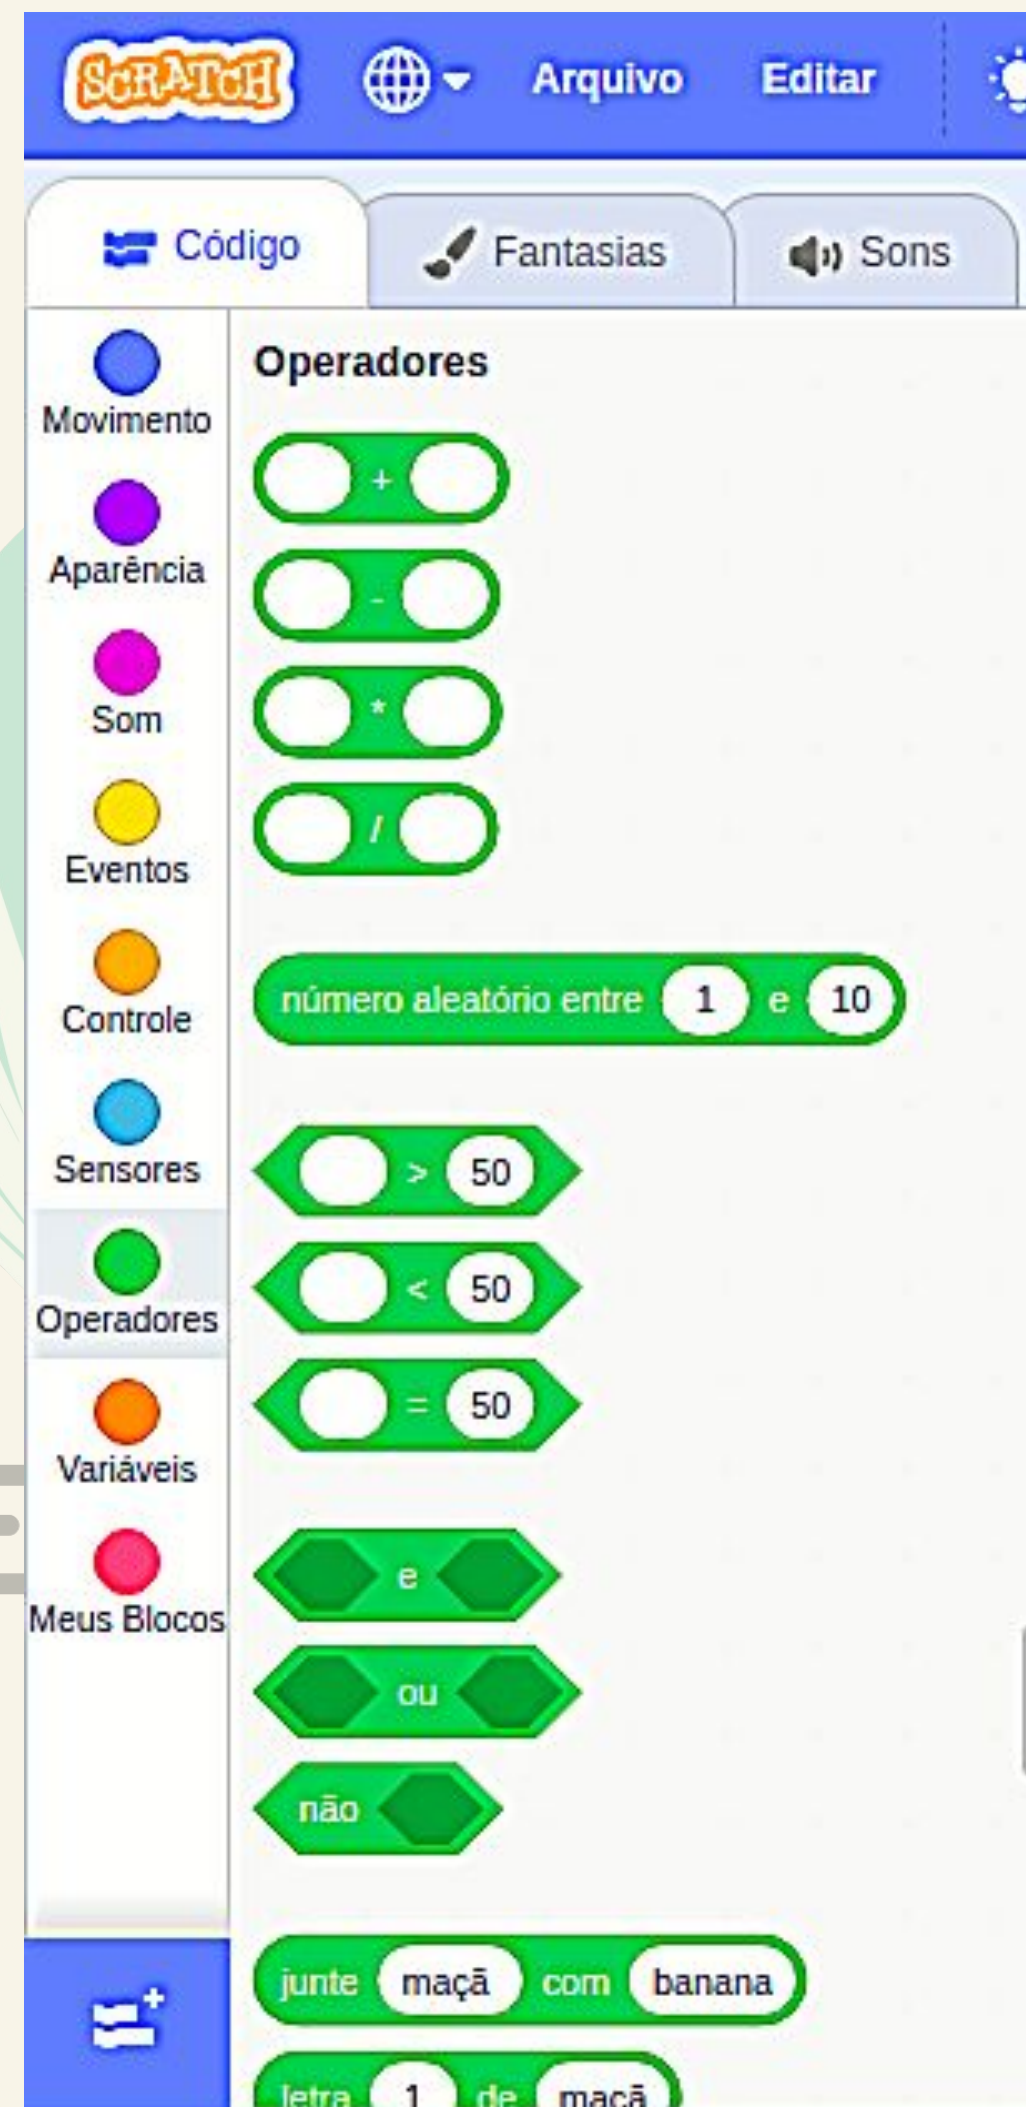 SCRATCH Arquivo Editar
Código Fantasias Sons
Movimento
Aparência
Som
Eventos
Controle
Sensores
Operadores
Variáveis
Meus Blocos
Operadores
+
-
*
/
número aleatório entre 1 e 10
> 50
< 50
= 50
e
ou
não
junte maçã com banana
letra 1 de maçã